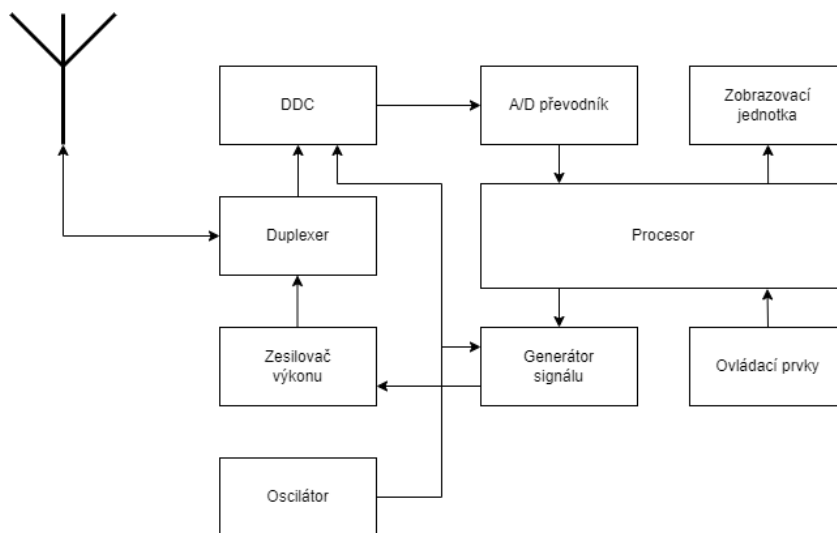 DDC
A/D převodník
Zobrazovací
jednotka
Duplexer
Procesor
Zesilovač
výkonu
Generátor
signálu
Ovládací prvky
Oscilátor